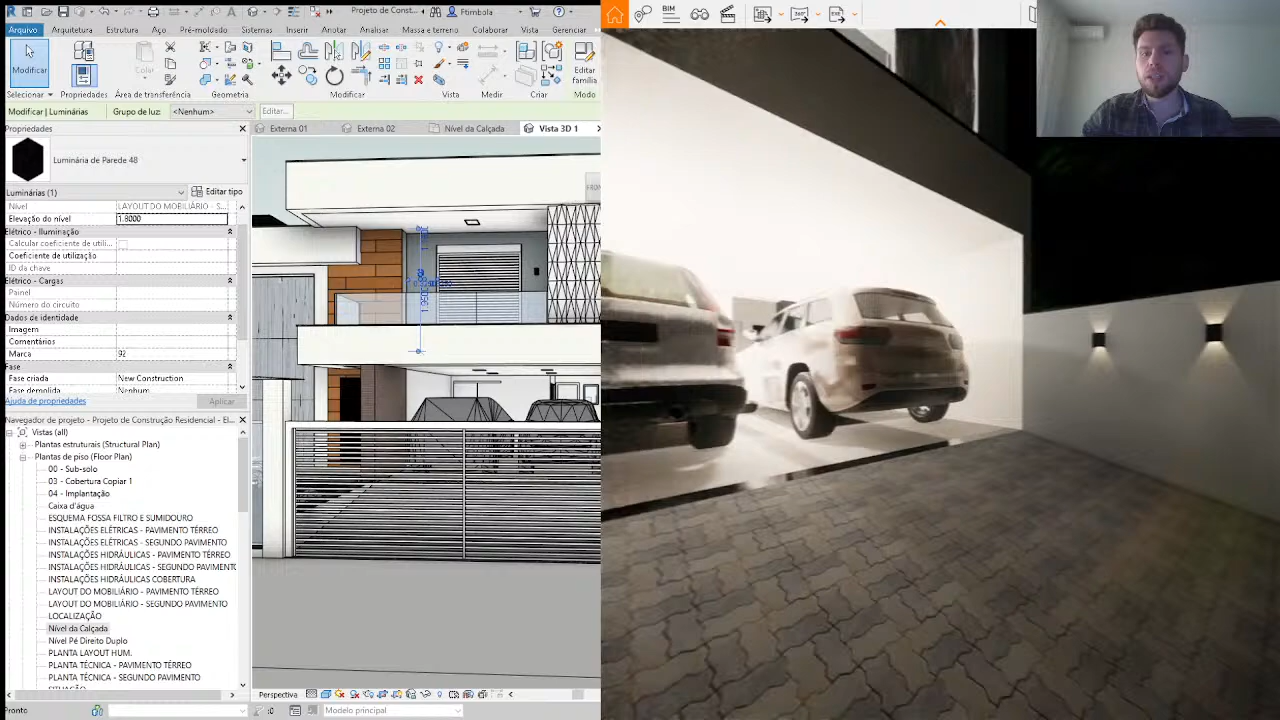 Projeto de Const...
Ftimbola
Arquivo
Arquitetura
Estrutura
Aço
Pré-moldado
Sistemas
Inserir
Anotar
Analisar
Massa e terreno
Colaborar
Vista
Gerenciar
Modificar
Propriedades
Colar
Editar
família
Selecionar
Propriedades
Área de transferência
Geometria
Modificar
Vista
Medir
Criar
Modo
Modificar | Luminárias
Grupo de luz:
<Nenhum>
Editar...
Propriedades
Externa 01
Externa 02
Nível da Calçada
Vista 3D 1
Luminária de Parede 48
Luminárias (1)
Editar tipo
Nível
LAYOUT DO MOBILIÁRIO - S...
Elevação do nível
1.8000
Elétrico - Iluminação
Calcular coeficiente de utili...
Coeficiente de utilização
ID da chave
Elétrico - Cargas
Painel
Número do circuito
Dados de identidade
Imagem
Comentários
Marca
92
Fase
Fase criada
New Construction
Fase demolida
Nenhum
Ajuda de propriedades
Aplicar
Navegador de projeto - Projeto de Construção Residencial - El...
Vistas (all)
Plantas estruturais (Structural Plan)
Plantas de piso (Floor Plan)
00 - Sub-solo
03 - Cobertura Copiar 1
04 - Implantação
Caixa d'água
ESQUEMA FOSSA FILTRO E SUMIDOURO
INSTALAÇÕES ELÉTRICAS - PAVIMENTO TÉRREO
INSTALAÇÕES ELÉTRICAS - SEGUNDO PAVIMENTO
INSTALAÇÕES HIDRÁULICAS - PAVIMENTO TÉRREO
INSTALAÇÕES HIDRÁULICAS - SEGUNDO PAVIMENTO
INSTALAÇÕES HIDRÁULICAS COBERTURA
LAYOUT DO MOBILIÁRIO - PAVIMENTO TÉRREO
LAYOUT DO MOBILIÁRIO - SEGUNDO PAVIMENTO
LOCALIZAÇÃO
Nível da Calçada
Nível Pé Direito Duplo
PLANTA LAYOUT HUM.
PLANTA TÉCNICA - PAVIMENTO TÉRREO
PLANTA TÉCNICA - SEGUNDO PAVIMENTO
SITUAÇÃO
Perspectiva
Pronto
:0
Modelo principal
BIM
360°
EXE